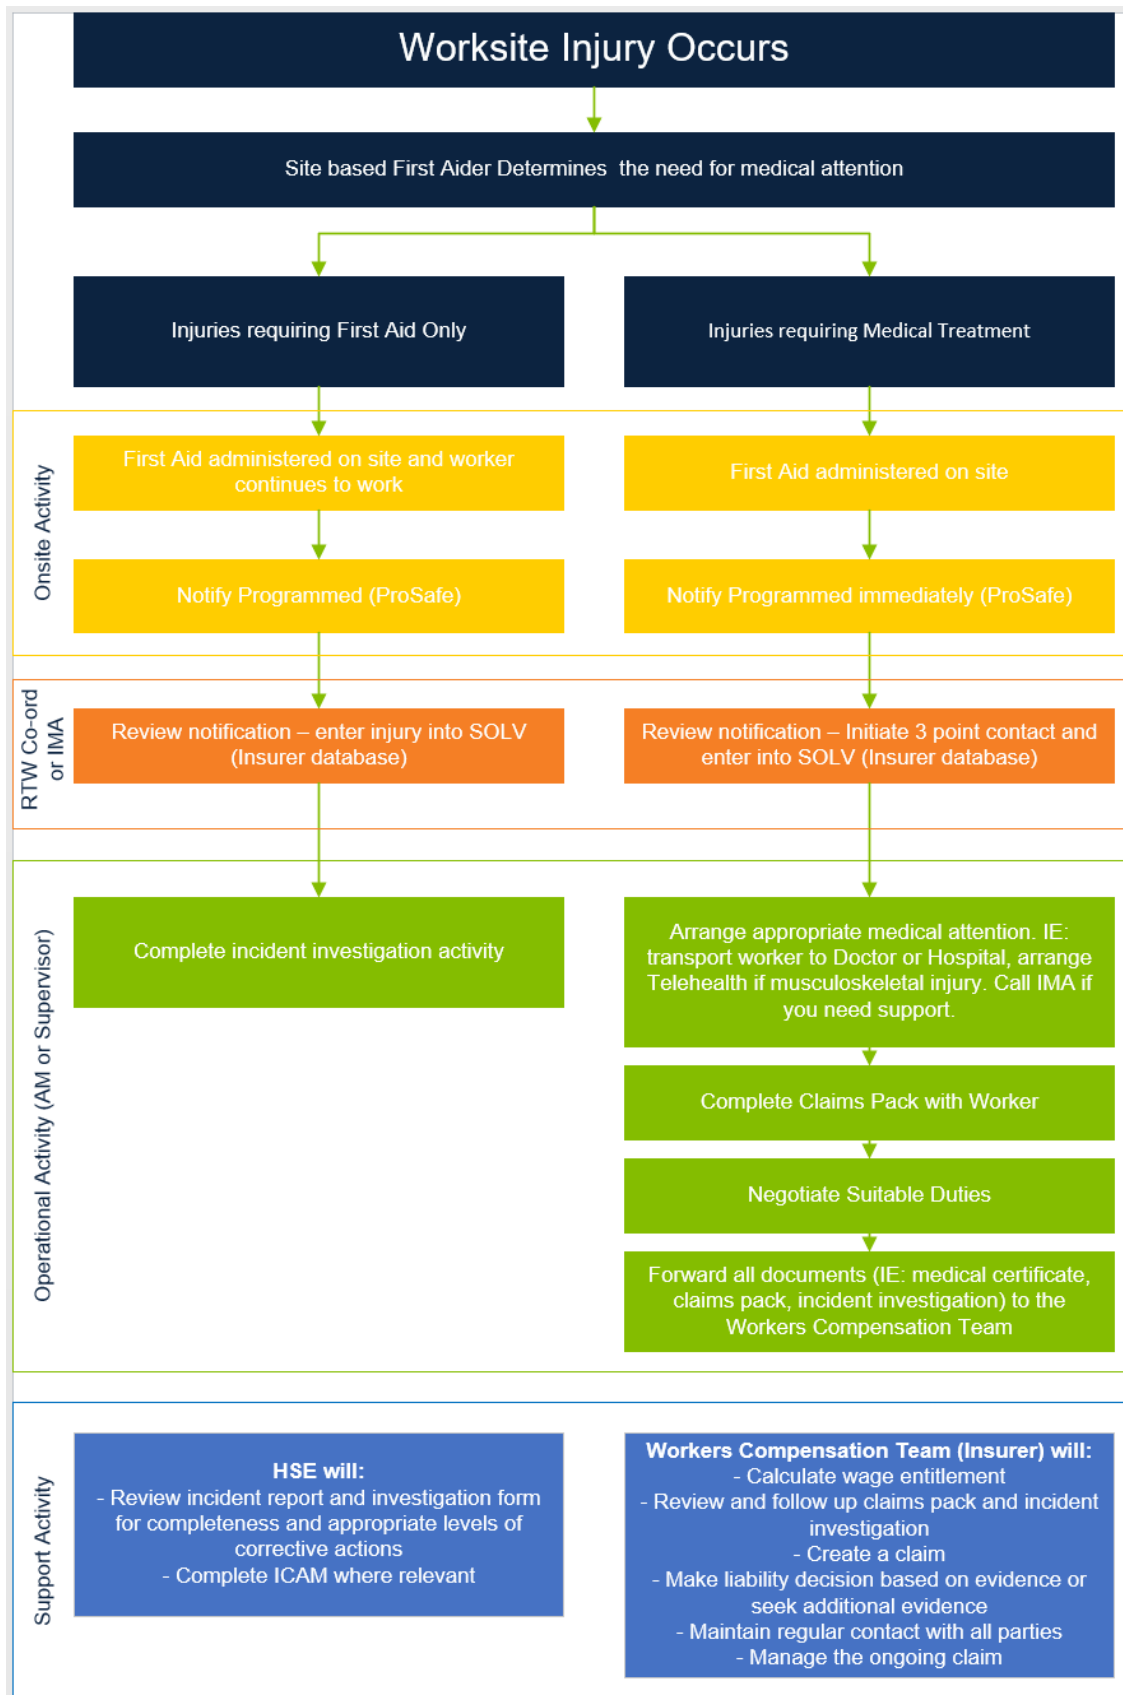 Worksite Injury Occurs
Site based First Aider Determines the need for medical attention
Injuries requiring First Aid Only
Injuries requiring Medical Treatment
Onsite Activity
First Aid administered on site and worker
continues to work
First Aid administered on site
Notify Programmed (ProSafe)
Notify Programmed immediately (ProSafe)
RTW Co-ord
or IMA
Review notification – enter injury into SOLV
(Insurer database)
Review notification – Initiate 3 point contact and
enter into SOLV (Insurer database)
Operational Activity (AM or Supervisor)
Complete incident investigation activity
Arrange appropriate medical attention. IE:
transport worker to Doctor or Hospital, arrange
Telehealth if musculoskeletal injury. Call IMA if
you need support.
Complete Claims Pack with Worker
Negotiate Suitable Duties
Forward all documents (IE: medical certificate,
claims pack, incident investigation) to the
Workers Compensation Team
Support Activity
HSE will:
- Review incident report and investigation form
for completeness and appropriate levels of
corrective actions
- Complete ICAM where relevant
Workers Compensation Team (Insurer) will:
- Calculate wage entitlement
- Review and follow up claims pack and incident
investigation
- Create a claim
- Make liability decision based on evidence or
seek additional evidence
- Maintain regular contact with all parties
- Manage the ongoing claim